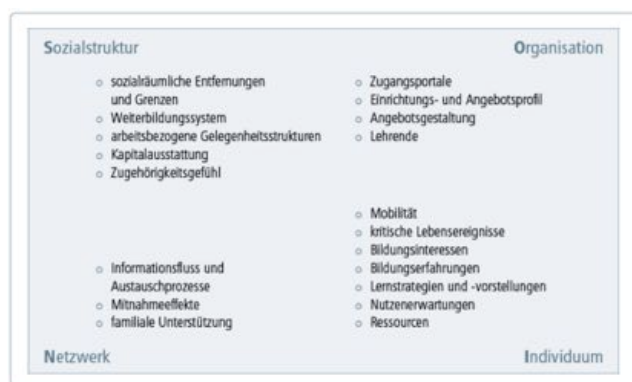 Sozialstruktur
sozialräumliche Entfernungen
und Grenzen
Weiterbildungssystem
arbeitsbezogene Gelegenheitsstrukturen
Kapitalausstattung
Zugehörigkeitsgefühl
Organisation
Zugangsportale
Einrichtungs- und Angebotsprofil
Angebotsgestaltung
Lehrende
Informationsfluss und
Austauschprozesse
Mitnahmeeffekte
familiale Unterstützung
Netzwerk
Mobilität
kritische Lebensereignisse
Bildungsinteressen
Bildungserfahrungen
Lernstrategien und -vorstellungen
Nutzenerwartungen
Ressourcen
Individuum